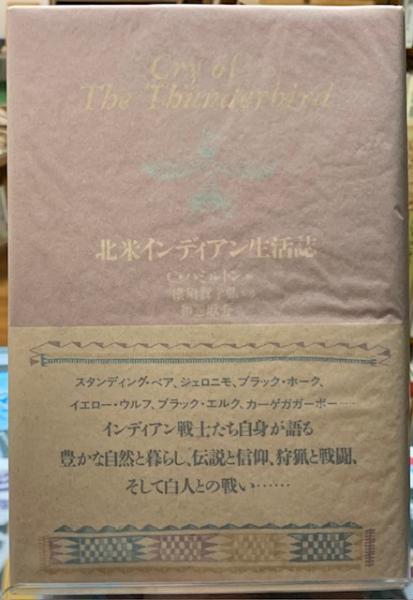 Cry of
The Thunderbird
北米インディアン生活誌
C・ハミルトン
スタンディング・ベア、ジェロニモ、ブラック・ホーク、
イエロー・ウルフ、ブラック・エルク、カーゲガガーボー……
インディアン戦士たち自身が語る
豊かな自然と暮らし、伝説と信仰、狩猟と戦闘、
そして白人との戦い……